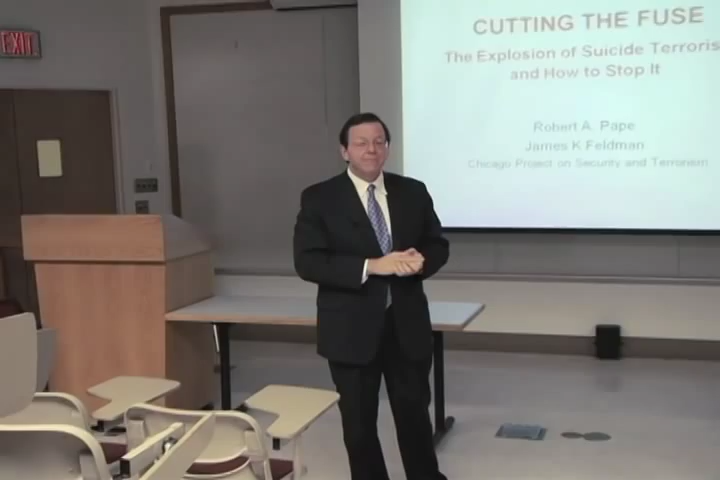 EXIT
CUTTING THE FUSE
The Explosion of Suicide Terroris
and How to Stop It
Robert A. Pape
James K Feldman
Chicago Project on Security and Terrorism